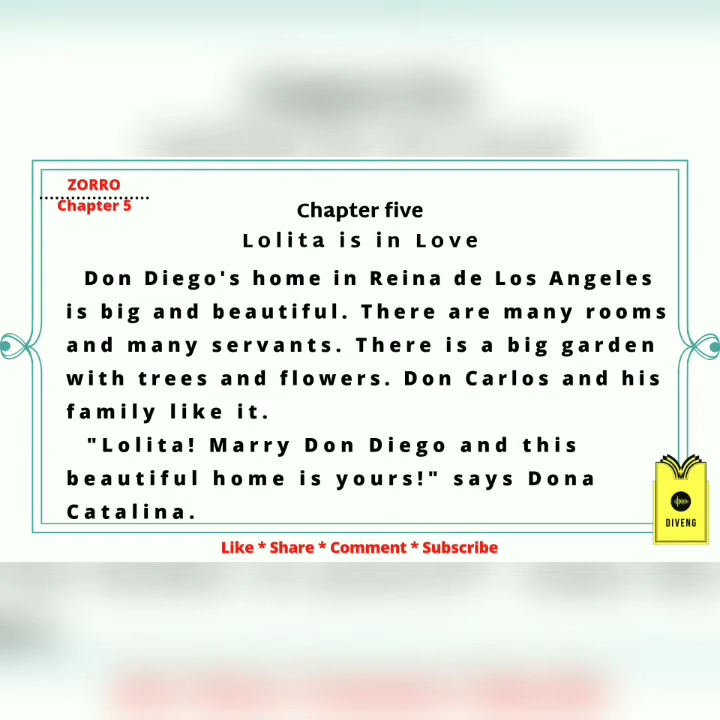 ZORRO
Chapter 5
Chapter five
Lolita is in Love
Don Diego's home in Reina de Los Angeles
is big and beautiful. There are many rooms
and many servants. There is a big garden
with trees and flowers. Don Carlos and his
family like it.
"Lolita! Marry Don Diego and this
beautiful home is yours!" says Dona
Catalina.
DIVENG
Like * Share * Comment * Subscribe